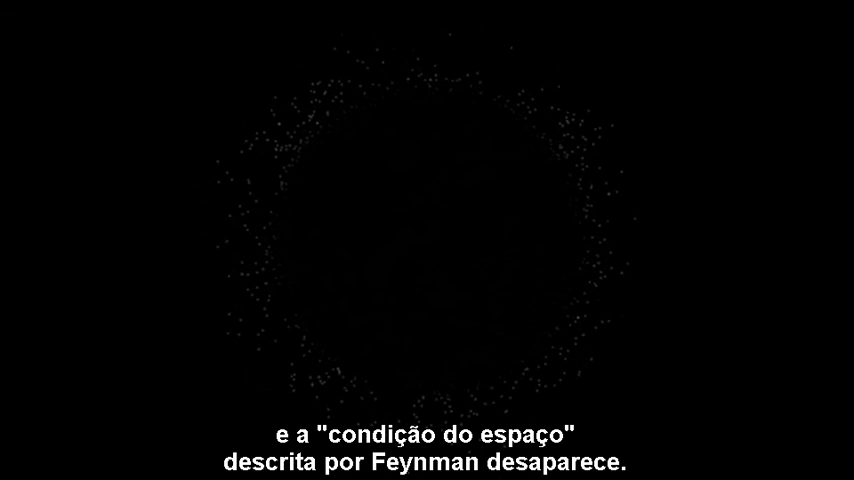 e a "condição do espaço"
descrita por Feynman desaparece.